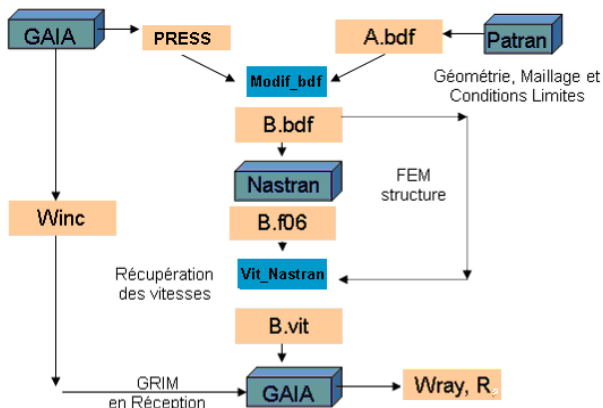 GAIA
PRESS
A.bdf
Patran
Modif_bdf
Géométrie, Maillage et
Conditions Limites
B.bdf
Nastran
FEM
structure
Winc
B.f06
Récupération
des vitesses
Vit_Nastran
B.vit
GRIM
en Réception
GAIA
Wray, R